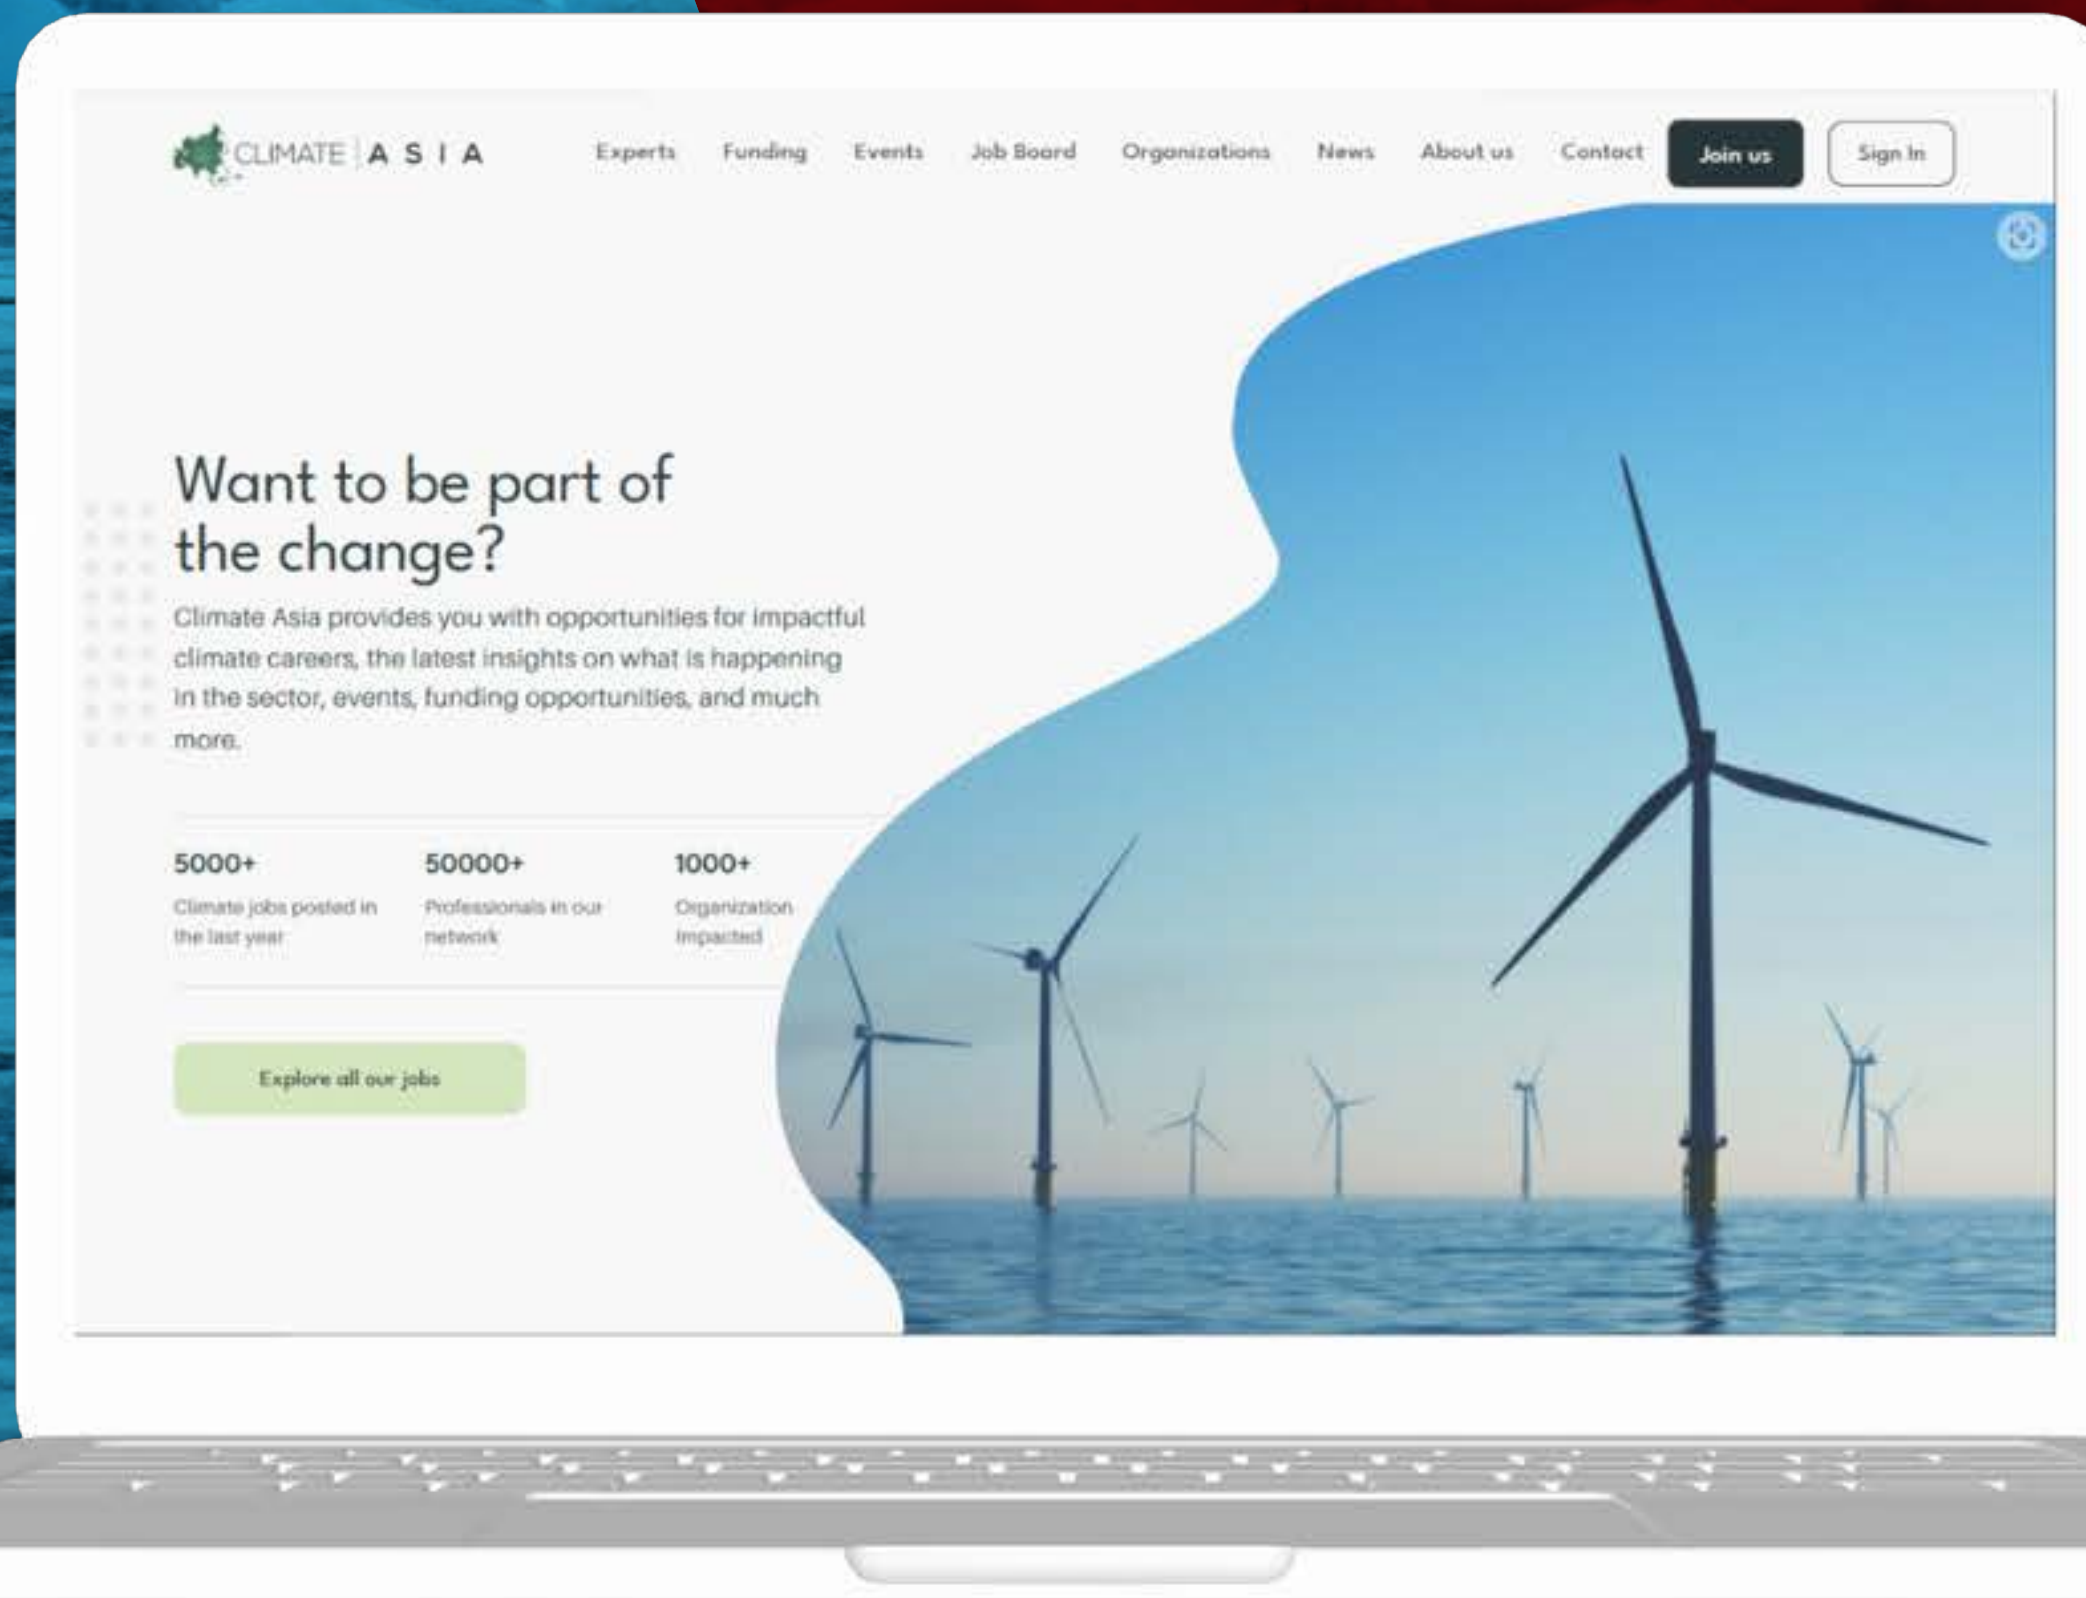 CLIMATE | ASIA
Experts Funding Events Job Board Organizations News About us Contact Join us Sign In
Want to be part of
the change?
Climate Asia provides you with opportunities for impactful
climate careers, the latest insights on what is happening
in the sector, events, funding opportunities, and much
more.
5000+ 50000+ 1000+
Climate jobs posted in Professionals in our Organization
the last year network Impacted
Explore all our jobs